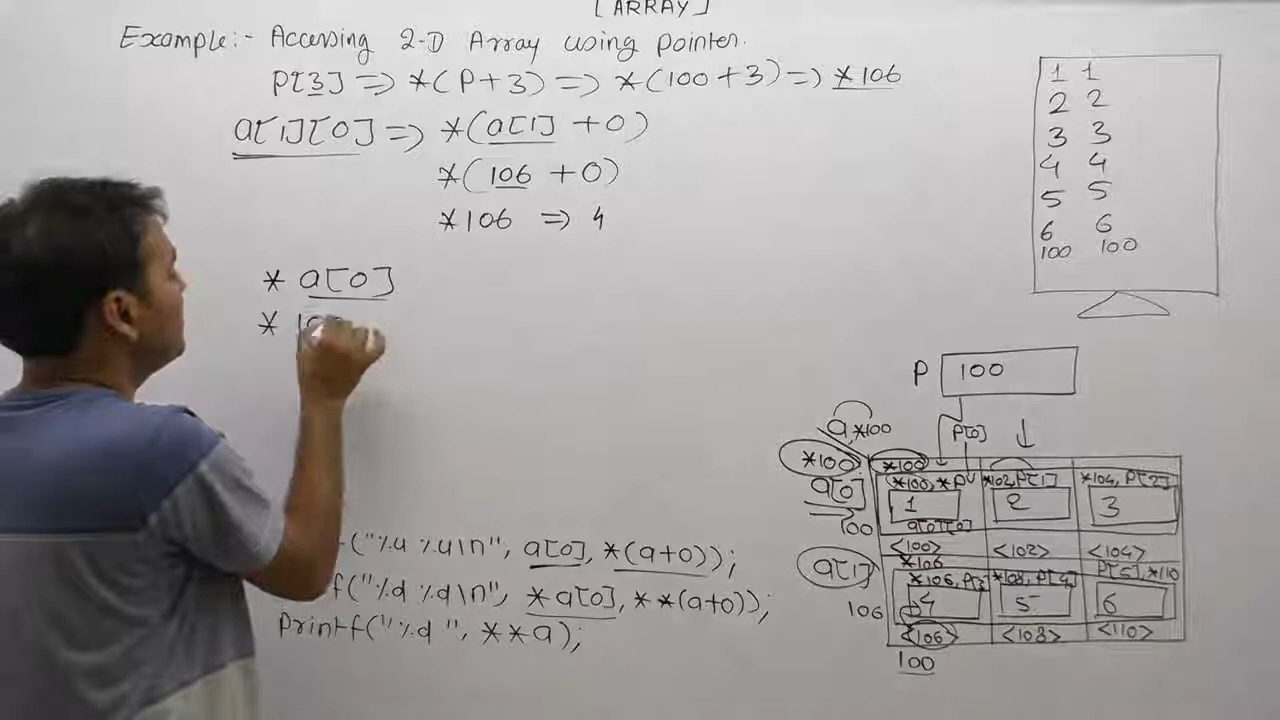 [ARRAY]
Example:- Accessing 2-D Array using pointer.
P[3] => *(P+3) => *(100+3) => *106
a[1][0] => *(a[1] +0)
*(106 +0)
*106 => 4
* a[0]
*
1 1
2 2
3 3
4 4
5 5
6 6
100 100
P 100
a, *100
P[0]
*100 *100
*100, *P *102, P[1] *104, P[2]
a[0] 1 2 3
100 a[0][0]
<100> <102> <104>
*106
a[1] *106, P[3] *108, P[4] P[5], *110
106 4 5 6
<106> <108> <110>
100
("%u %u\n", a[0], *(a+0));
f("%d %d\n", *a[0], **(a+0));
Printf("%d ", **a);